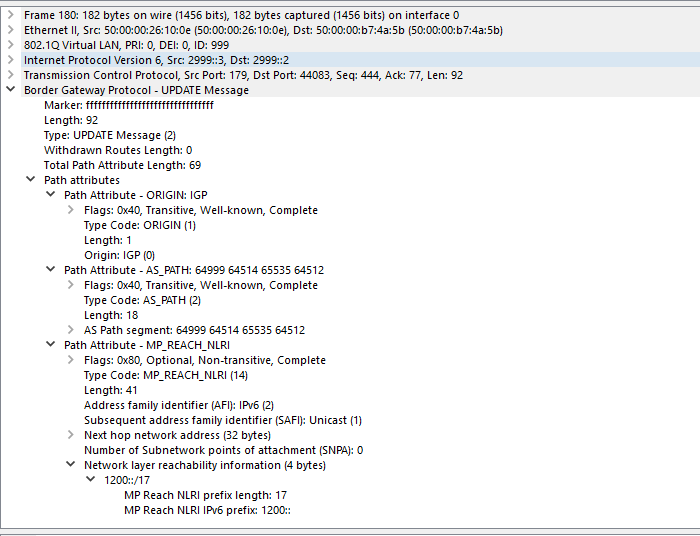 Frame 180: 182 bytes on wire (1456 bits), 182 bytes captured (1456 bits) on interface 0
Ethernet II, Src: 50:00:00:26:10:0e (50:00:00:26:10:0e), Dst: 50:00:00:b7:4a:5b (50:00:00:b7:4a:5b)
802.1Q Virtual LAN, PRI: 0, DEI: 0, ID: 999
Internet Protocol Version 6, Src: 2999::3, Dst: 2999::2
Transmission Control Protocol, Src Port: 179, Dst Port: 44083, Seq: 444, Ack: 77, Len: 92
Border Gateway Protocol - UPDATE Message
Marker: ffffffffffffffffffffffffffffffff
Length: 92
Type: UPDATE Message (2)
Withdrawn Routes Length: 0
Total Path Attribute Length: 69
Path attributes
Path Attribute - ORIGIN: IGP
Flags: 0x40, Transitive, Well-known, Complete
Type Code: ORIGIN (1)
Length: 1
Origin: IGP (0)
Path Attribute - AS_PATH: 64999 64514 65535 64512
Flags: 0x40, Transitive, Well-known, Complete
Type Code: AS_PATH (2)
Length: 18
AS Path segment: 64999 64514 65535 64512
Path Attribute - MP_REACH_NLRI
Flags: 0x80, Optional, Non-transitive, Complete
Type Code: MP_REACH_NLRI (14)
Length: 41
Address family identifier (AFI): IPv6 (2)
Subsequent address family identifier (SAFI): Unicast (1)
Next hop network address (32 bytes)
Number of Subnetwork points of attachment (SNPA): 0
Network layer reachability information (4 bytes)
1200::/17
MP Reach NLRI prefix length: 17
MP Reach NLRI IPv6 prefix: 1200::